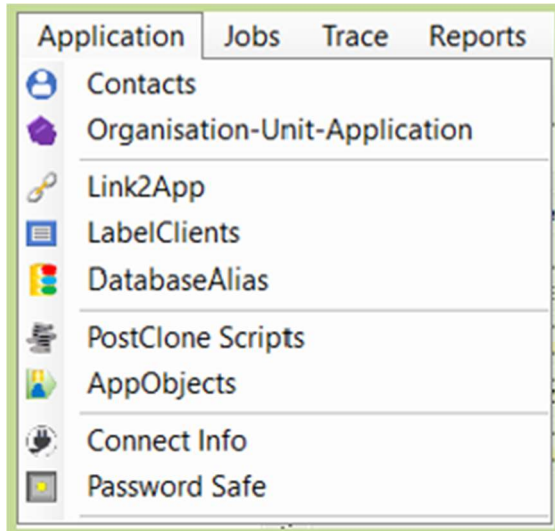 Application Jobs Trace Reports
Contacts
Organisation-Unit-Application
Link2App
LabelClients
DatabaseAlias
PostClone Scripts
AppObjects
Connect Info
Password Safe